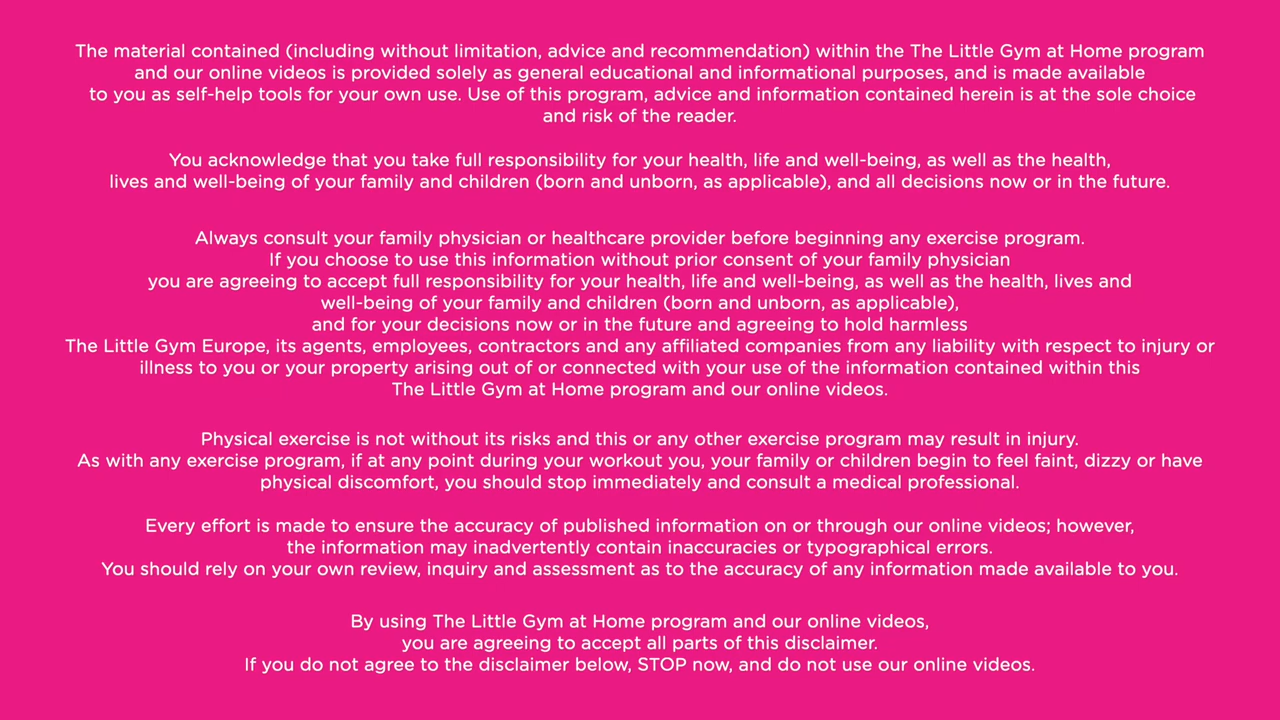 The material contained (including without limitation, advice and recommendation) within the The Little Gym at Home program
and our online videos is provided solely as general educational and informational purposes, and is made available
to you as self-help tools for your own use. Use of this program, advice and information contained herein is at the sole choice
and risk of the reader.
You acknowledge that you take full responsibility for your health, life and well-being, as well as the health,
lives and well-being of your family and children (born and unborn, as applicable), and all decisions now or in the future.
Always consult your family physician or healthcare provider before beginning any exercise program.
If you choose to use this information without prior consent of your family physician
you are agreeing to accept full responsibility for your health, life and well-being, as well as the health, lives and
well-being of your family and children (born and unborn, as applicable),
and for your decisions now or in the future and agreeing to hold harmless
The Little Gym Europe, its agents, employees, contractors and any affiliated companies from any liability with respect to injury or
illness to you or your property arising out of or connected with your use of the information contained within this
The Little Gym at Home program and our online videos.
Physical exercise is not without its risks and this or any other exercise program may result in injury.
As with any exercise program, if at any point during your workout you, your family or children begin to feel faint, dizzy or have
physical discomfort, you should stop immediately and consult a medical professional.
Every effort is made to ensure the accuracy of published information on or through our online videos; however,
the information may inadvertently contain inaccuracies or typographical errors.
You should rely on your own review, inquiry and assessment as to the accuracy of any information made available to you.
By using The Little Gym at Home program and our online videos,
you are agreeing to accept all parts of this disclaimer.
If you do not agree to the disclaimer below, STOP now, and do not use our online videos.